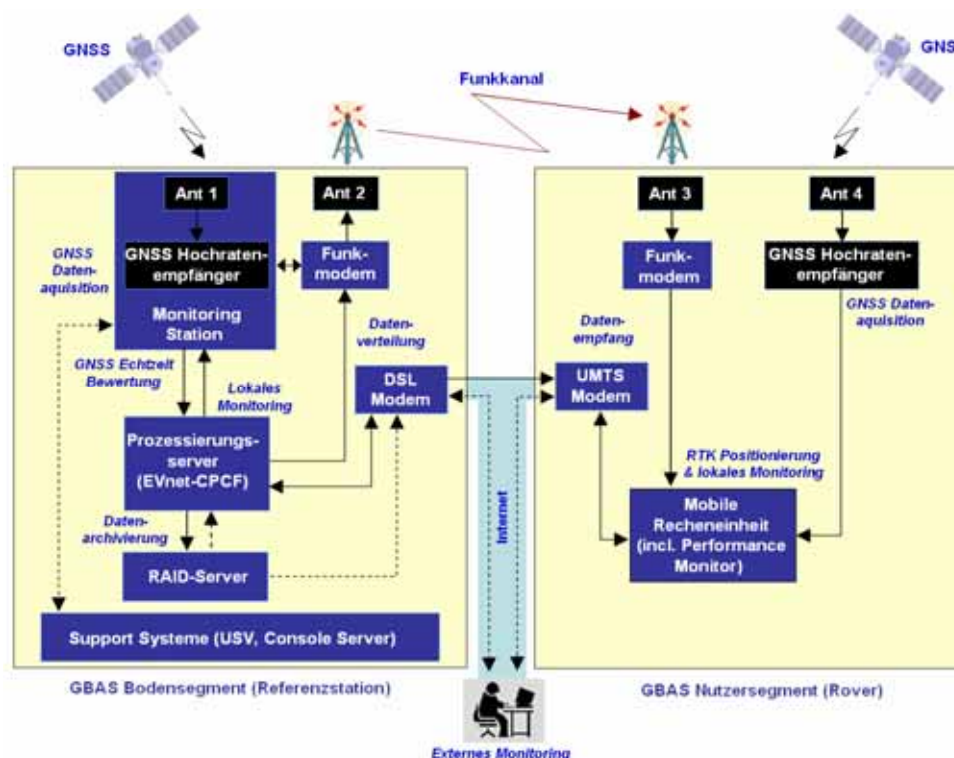 GNSS
GNS
Funkkanal
Ant 1
Ant 2
Ant 3
Ant 4
GNSS
Daten-
aquisition
GNSS Hochraten-
empfänger
Funk-
modem
Funk-
modem
GNSS Hochraten-
empfänger
Monitoring
Station
Daten-
verteilung
Daten-
empfang
GNSS Daten-
aquisition
GNSS Echtzeit
Bewertung
Lokales
Monitoring
DSL
Modem
UMTS
Modem
Prozessierungs-
server
(EVnet-CPCF)
RTK Positionierung
& lokales Monitoring
Internet
Mobile
Recheneinheit
(incl. Performance
Monitor)
Daten-
archivierung
RAID-Server
Support Systeme (USV, Console Server)
GBAS Bodensegment (Referenzstation)
GBAS Nutzersegment (Rover)
Externes Monitoring